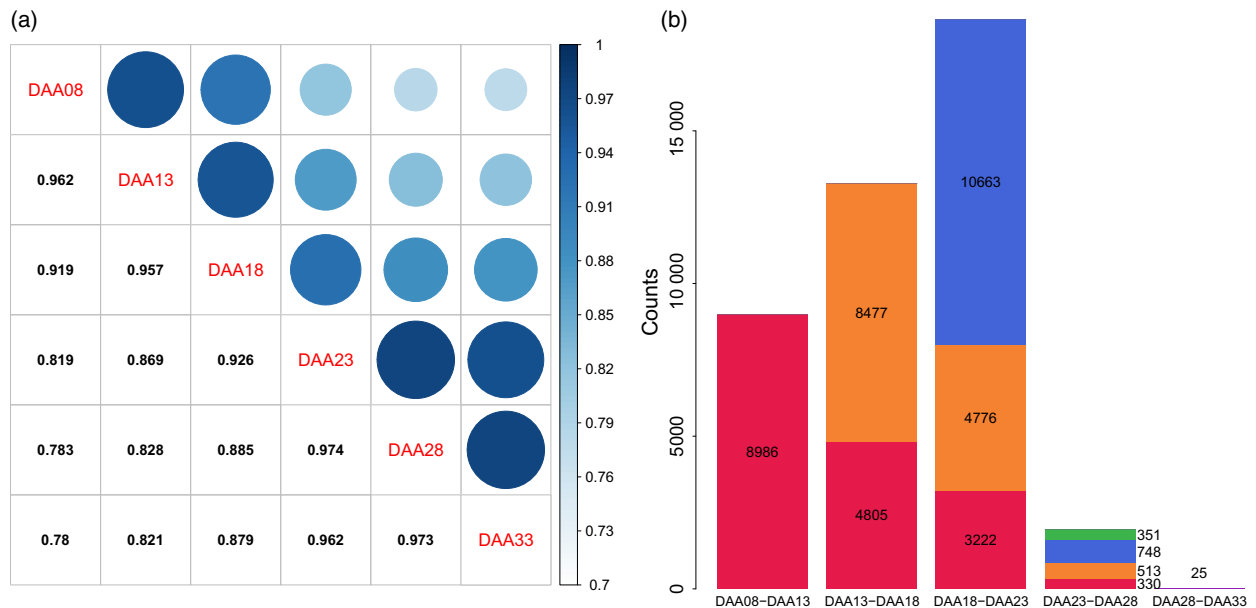 (a)
DAA08
0.962 DAA13
0.919 0.957 DAA18
0.819 0.869 0.926 DAA23
0.783 0.828 0.885 0.974 DAA28
0.78 0.821 0.879 0.962 0.973 DAA33
1
0.97
0.94
0.91
0.88
0.85
0.82
0.79
0.76
0.73
0.7
(b)
Counts
15 000
10 000
5000
0
8986
8477
4805
10663
4776
3222
351
748
513
330
25
DAA08−DAA13 DAA13−DAA18 DAA18−DAA23 DAA23−DAA28 DAA28−DAA33